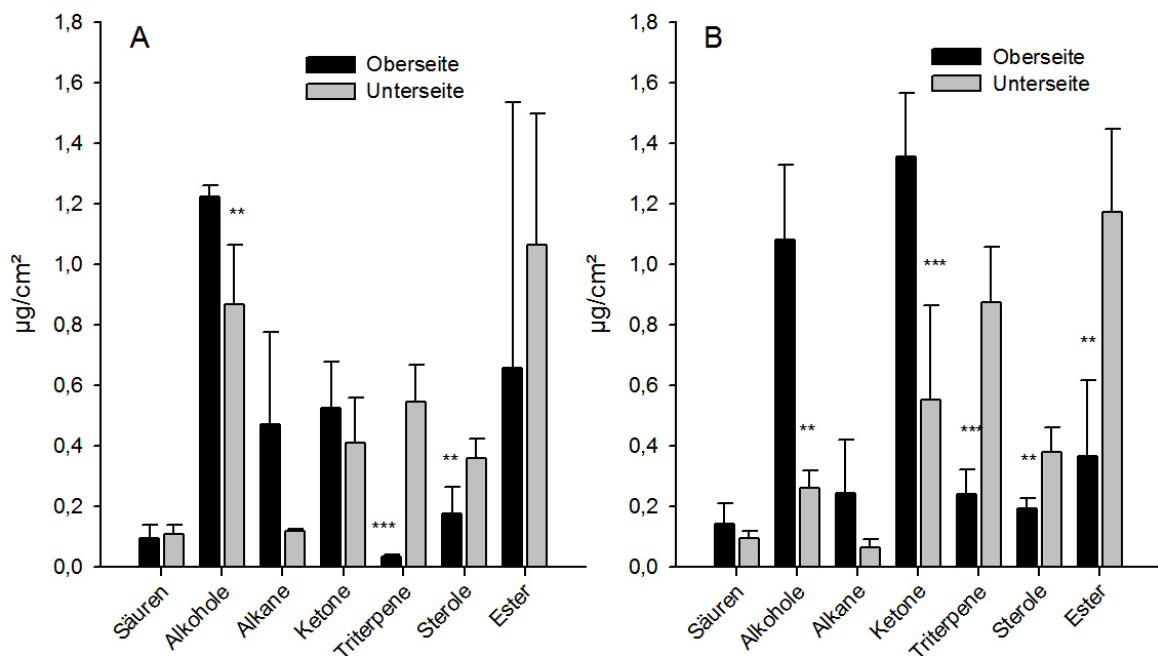 A
Oberseite
Unterseite
µg/cm²
1,8
1,6
1,4
1,2
1,0
0,8
0,6
0,4
0,2
0,0
**
***
**
Säuren
Alkohole
Alkane
Ketone
Triterpene
Sterole
Ester
B
Oberseite
Unterseite
µg/cm²
1,8
1,6
1,4
1,2
1,0
0,8
0,6
0,4
0,2
0,0
**
***
***
**
**
Säuren
Alkohole
Alkane
Ketone
Triterpene
Sterole
Ester